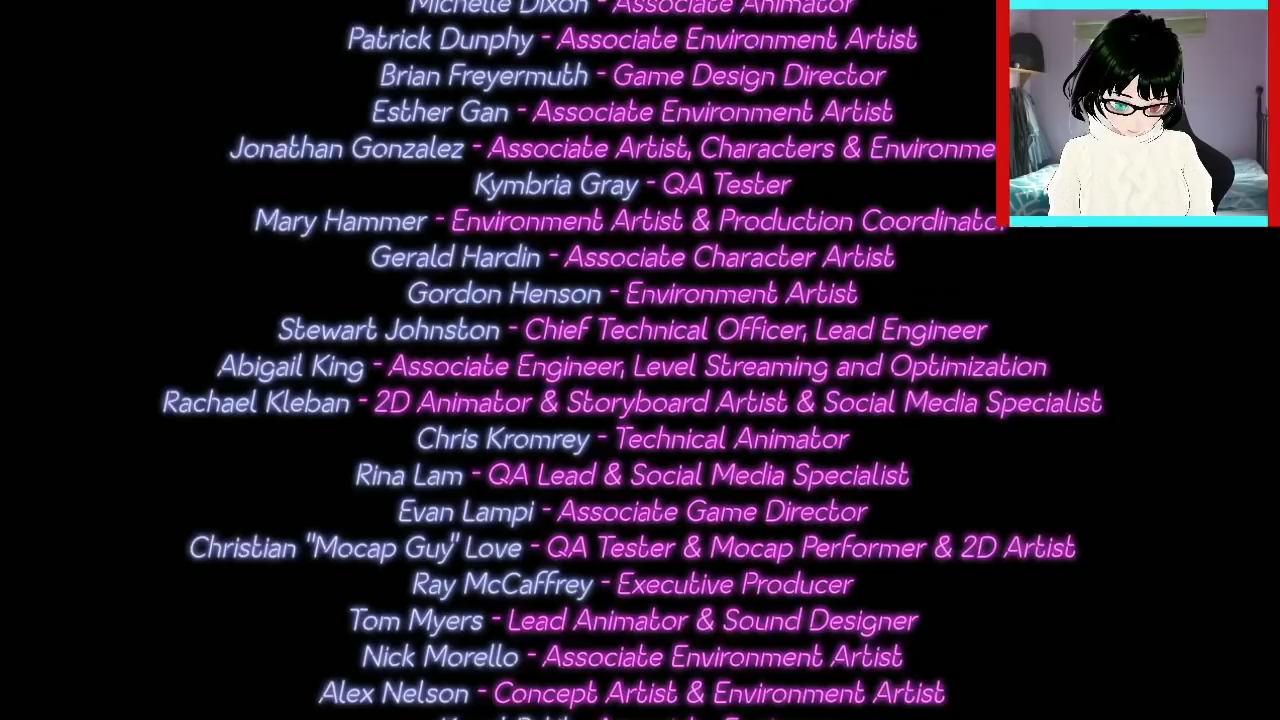 Michelle Dixon - Associate Animator
Patrick Dunphy - Associate Environment Artist
Brian Freyermuth - Game Design Director
Esther Gan - Associate Environment Artist
Jonathan Gonzalez - Associate Artist, Characters & Environme
Kymbria Gray - QA Tester
Mary Hammer - Environment Artist & Production Coordinator
Gerald Hardin - Associate Character Artist
Gordon Henson - Environment Artist
Stewart Johnston - Chief Technical Officer, Lead Engineer
Abigail King - Associate Engineer, Level Streaming and Optimization
Rachael Kleban - 2D Animator & Storyboard Artist & Social Media Specialist
Chris Kromrey - Technical Animator
Rina Lam - QA Lead & Social Media Specialist
Evan Lampi - Associate Game Director
Christian "Mocap Guy" Love - QA Tester & Mocap Performer & 2D Artist
Ray McCaffrey - Executive Producer
Tom Myers - Lead Animator & Sound Designer
Nick Morello - Associate Environment Artist
Alex Nelson - Concept Artist & Environment Artist